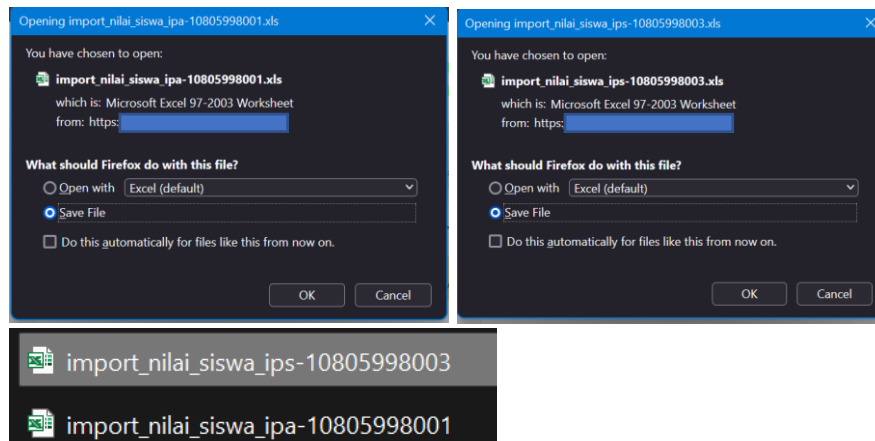 Opening import_nilai_siswa_ipa-10805998001.xls
You have chosen to open:
import_nilai_siswa_ipa-10805998001.xls
which is: Microsoft Excel 97-2003 Worksheet
from: https:
What should Firefox do with this file?
Open with Excel (default)
Save File
Do this automatically for files like this from now on.
OK Cancel
Opening import_nilai_siswa_ips-10805998003.xls
You have chosen to open:
import_nilai_siswa_ips-10805998003.xls
which is: Microsoft Excel 97-2003 Worksheet
from: https:
What should Firefox do with this file?
Open with Excel (default)
Save File
Do this automatically for files like this from now on.
OK Cancel
import_nilai_siswa_ips-10805998003
import_nilai_siswa_ipa-10805998001